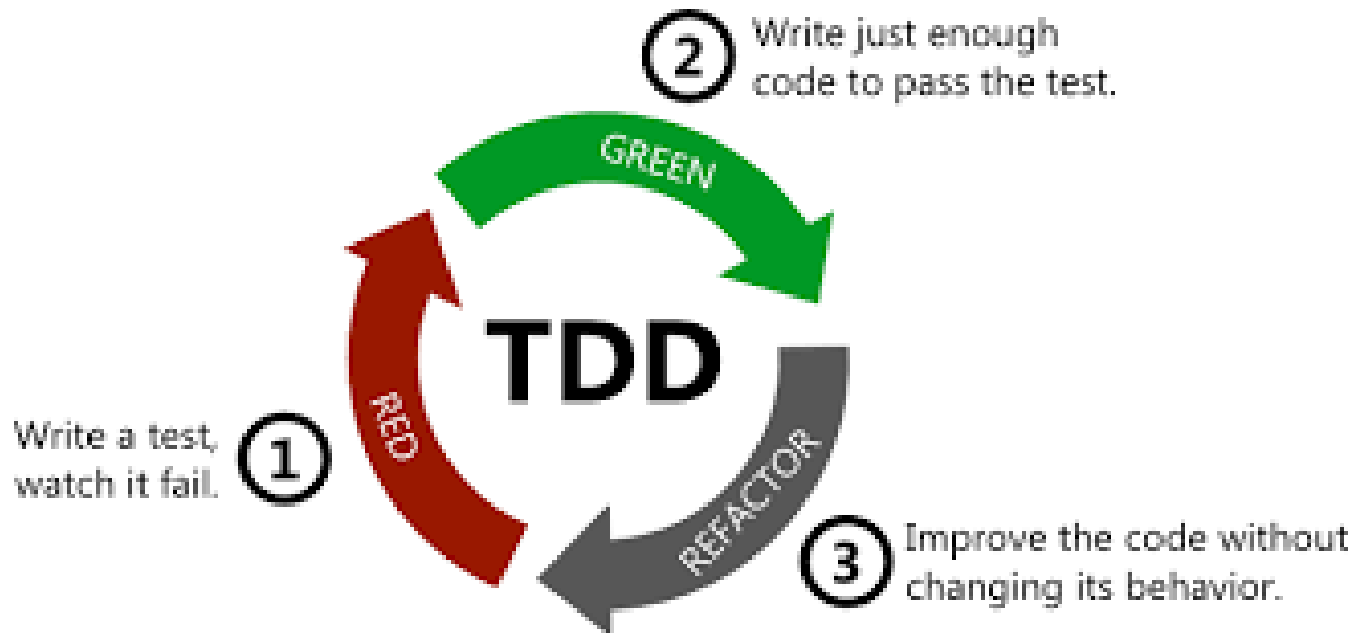 2
Write just enough
code to pass the test.
GREEN
TDD
RED
Write a test,
watch it fail.
1
REFACTOR
3
Improve the code without
changing its behavior.